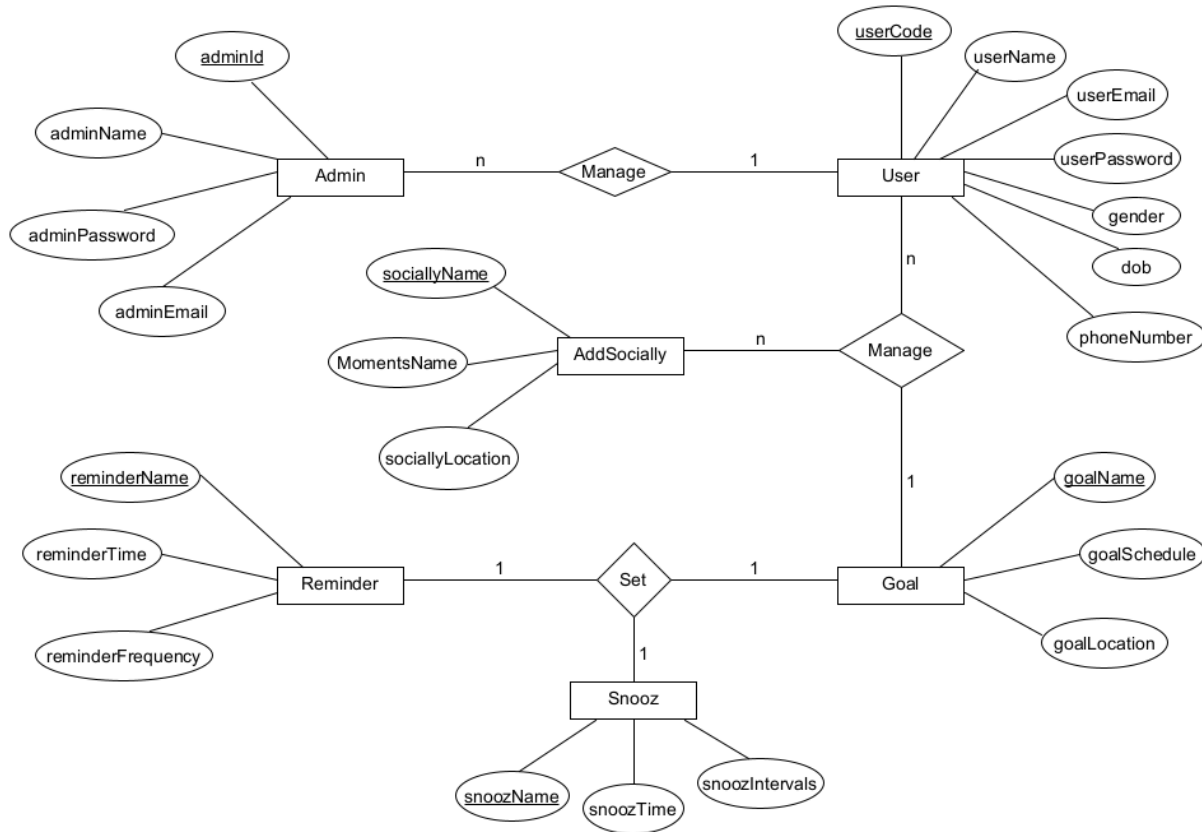 userCode
adminId
userName
userEmail
adminName
userPassword
Admin
n
Manage
1
User
gender
adminPassword
sociallyName
n
dob
adminEmail
phoneNumber
n
AddSocially
Manage
MomentsName
sociallyLocation
reminderName
goalName
1
reminderTime
goalSchedule
Reminder
1
Set
1
Goal
reminderFrequency
goalLocation
1
Snooz
snoozName
snoozTime
snoozIntervals